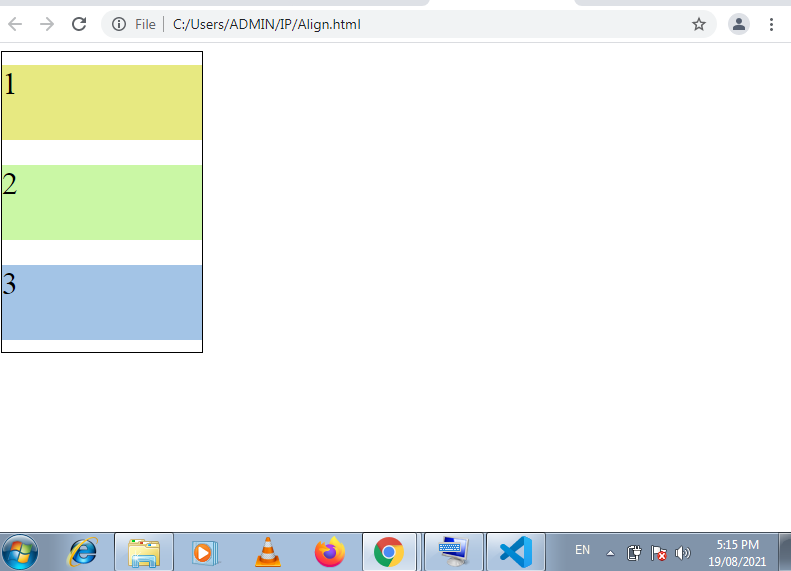 File C:/Users/ADMIN/IP/Align.html
1
2
3
EN
5:15 PM
19/08/2021